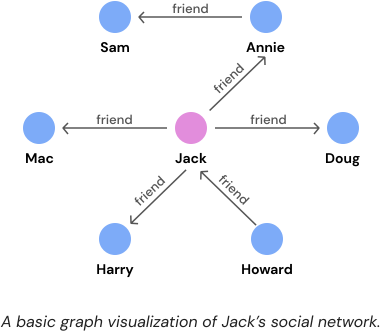 friend
Sam
Annie
friend
friend
friend
Mac
Jack
Doug
friend
friend
Harry
Howard
A basic graph visualization of Jack's social network.